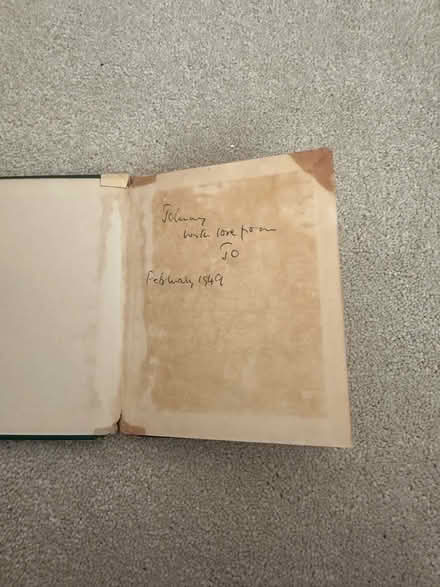 Johnny
with love from
JO
February 1949